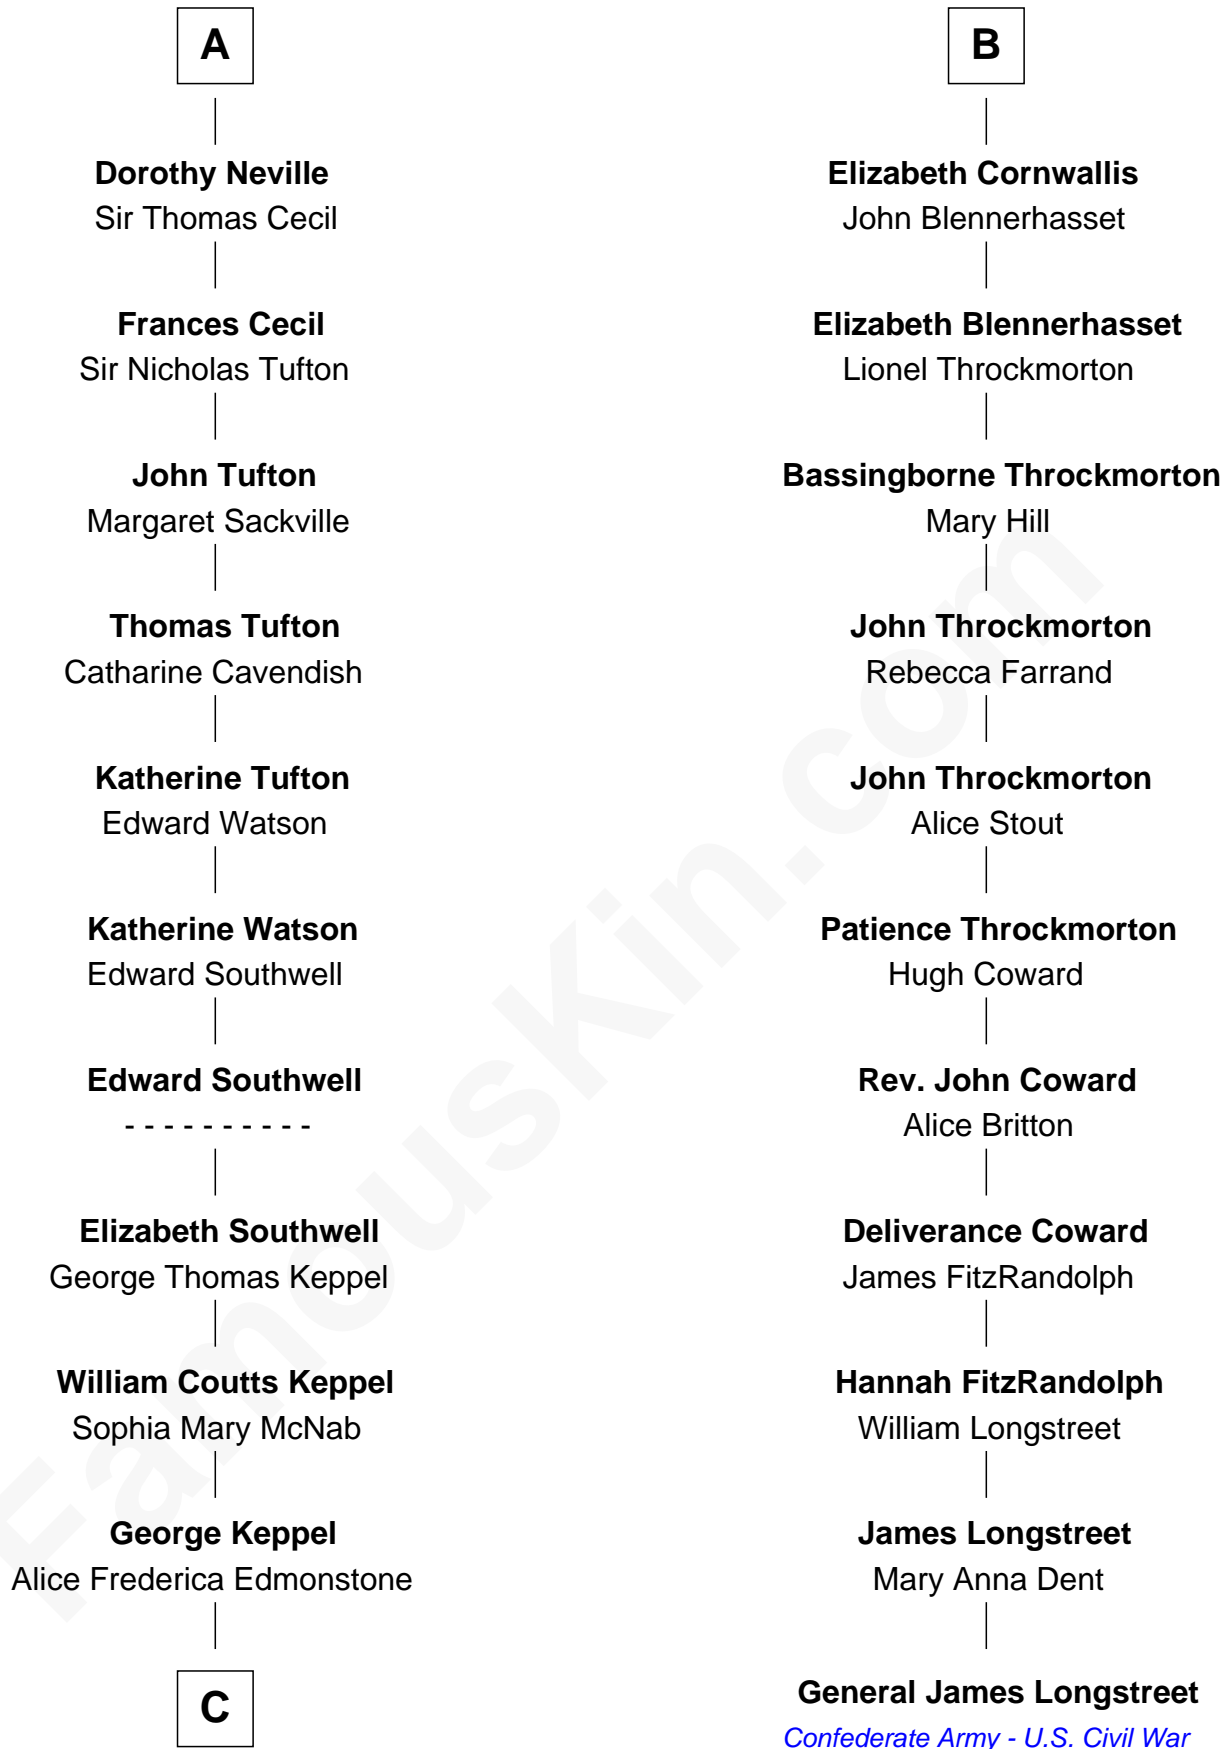 A
Dorothy Neville
Sir Thomas Cecil
Frances Cecil
Sir Nicholas Tufton
John Tufton
Margaret Sackville
Thomas Tufton
Catharine Cavendish
Katherine Tufton
Edward Watson
Katherine Watson
Edward Southwell
Edward Southwell
- - - - - - - - - -
Elizabeth Southwell
George Thomas Keppel
William Coutts Keppel
Sophia Mary McNab
George Keppel
Alice Frederica Edmonstone
C
B
Elizabeth Cornwallis
John Blennerhasset
Elizabeth Blennerhasset
Lionel Throckmorton
Bassingborne Throckmorton
Mary Hill
John Throckmorton
Rebecca Farrand
John Throckmorton
Alice Stout
Patience Throckmorton
Hugh Coward
Rev. John Coward
Alice Britton
Deliverance Coward
James FitzRandolph
Hannah FitzRandolph
William Longstreet
James Longstreet
Mary Anna Dent
General James Longstreet
Confederate Army - U.S. Civil War
FamousKin.com